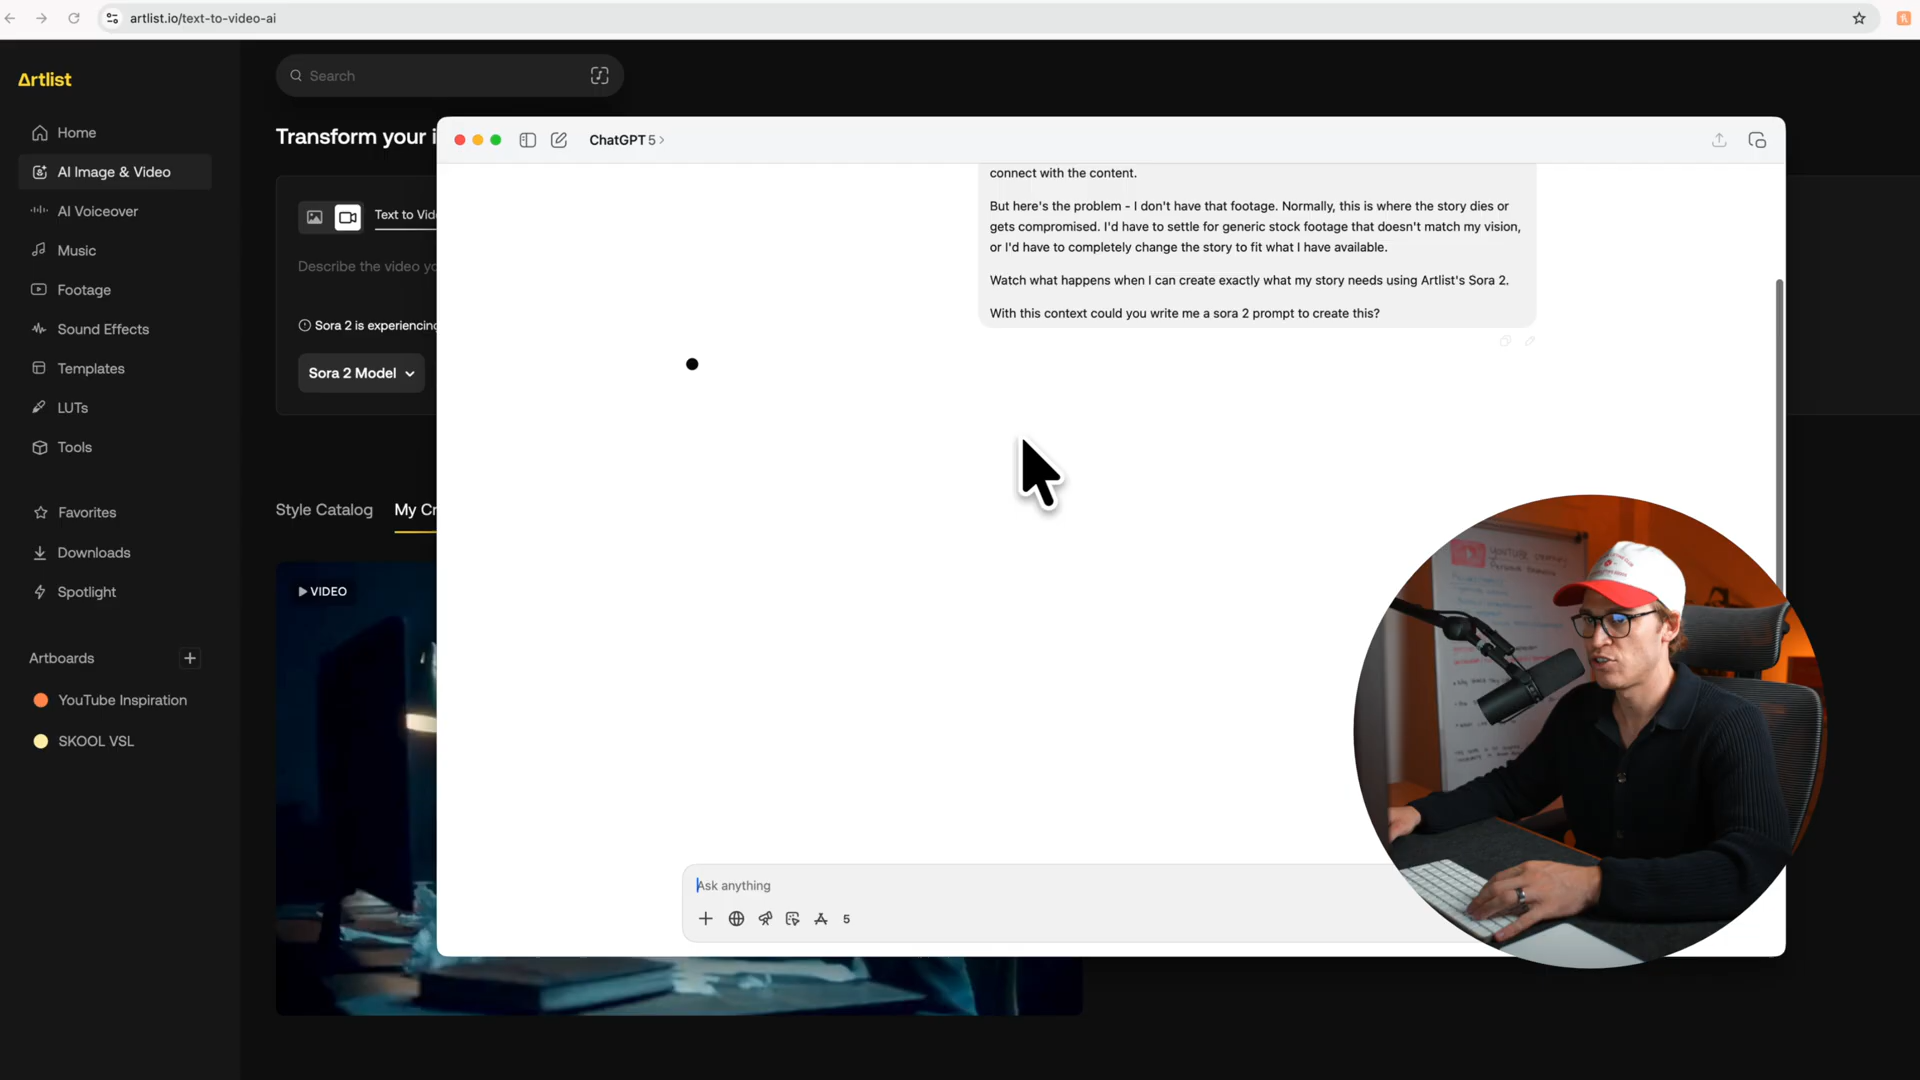 artlist.io/text-to-video-ai
Artlist
Search
Home
AI Image & Video
AI Voiceover
Music
Footage
Sound Effects
Templates
LUTs
Tools
Favorites
Downloads
Spotlight
Artboards
YouTube Inspiration
SKOOL VSL
Transform your i
Text to Vid
Describe the video yo
Sora 2 is experiencing
Sora 2 Model
Style Catalog
My Cr
VIDEO
ChatGPT 5
connect with the content.
But here's the problem - I don't have that footage. Normally, this is where the story dies or
gets compromised. I'd have to settle for generic stock footage that doesn't match my vision,
or I'd have to completely change the story to fit what I have available.
Watch what happens when I can create exactly what my story needs using Artlist's Sora 2.
With this context could you write me a sora 2 prompt to create this?
Ask anything
5